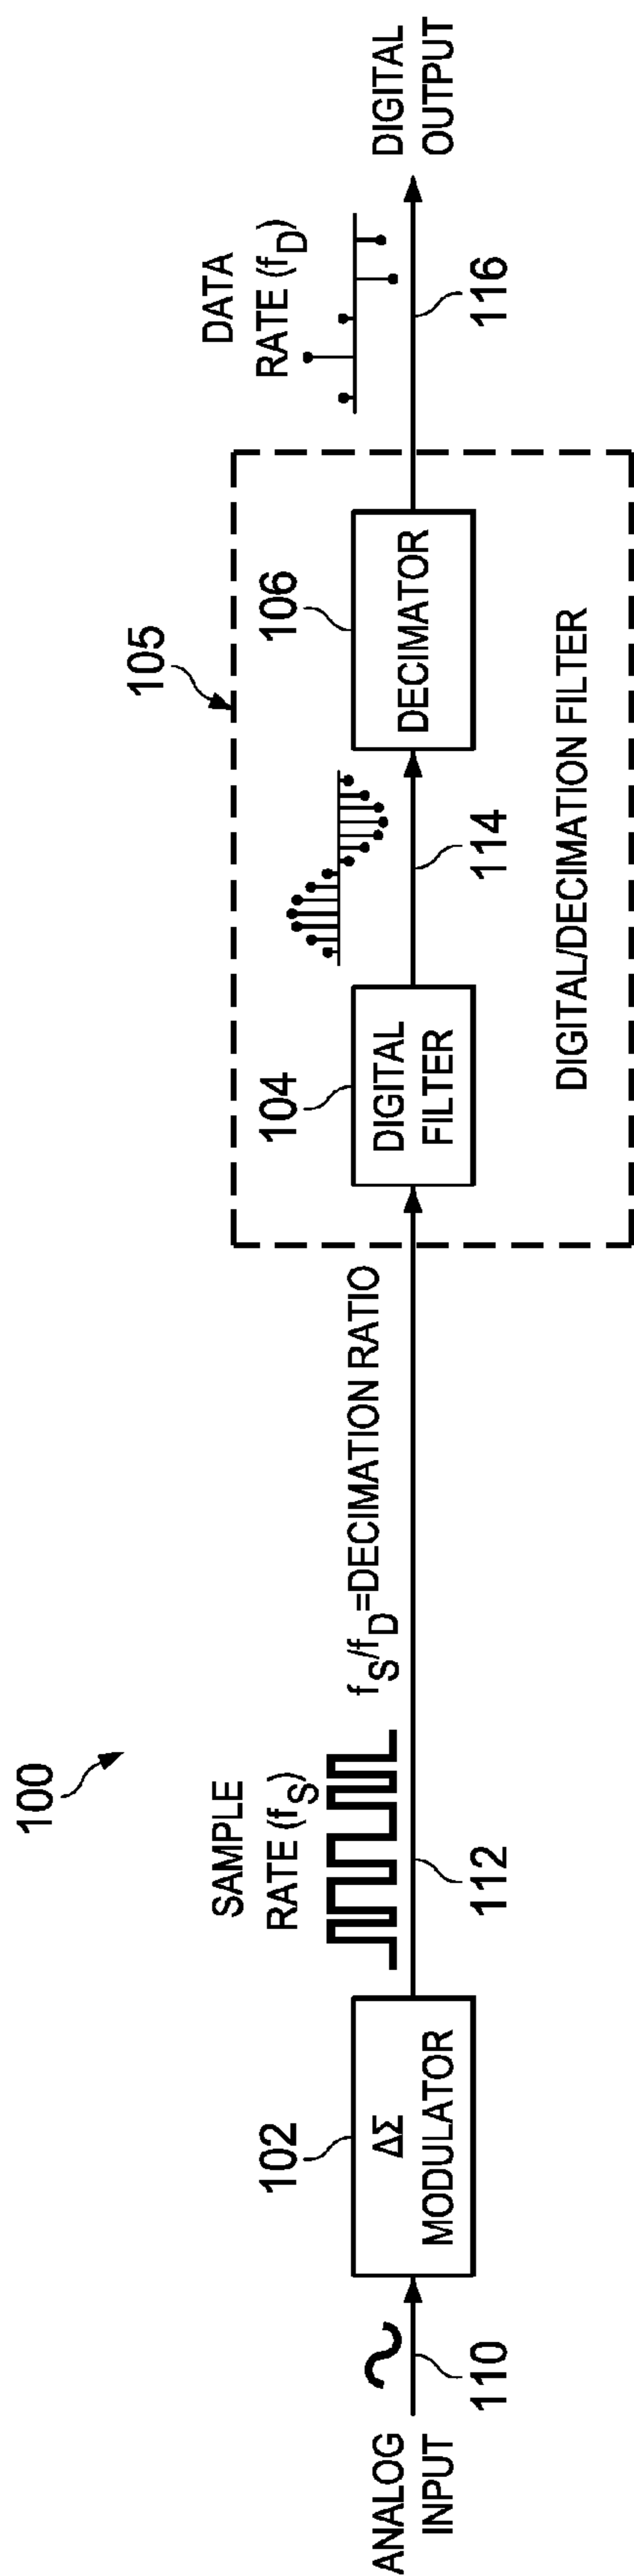 100
ANALOG
INPUT
110
102
ΔΣ
MODULATOR
SAMPLE
RATE (fS)
112
fS/fD=DECIMATION RATIO
105
104
DIGITAL
FILTER
114
106
DECIMATOR
DIGITAL/DECIMATION FILTER
DATA
RATE (fD)
116
DIGITAL
OUTPUT